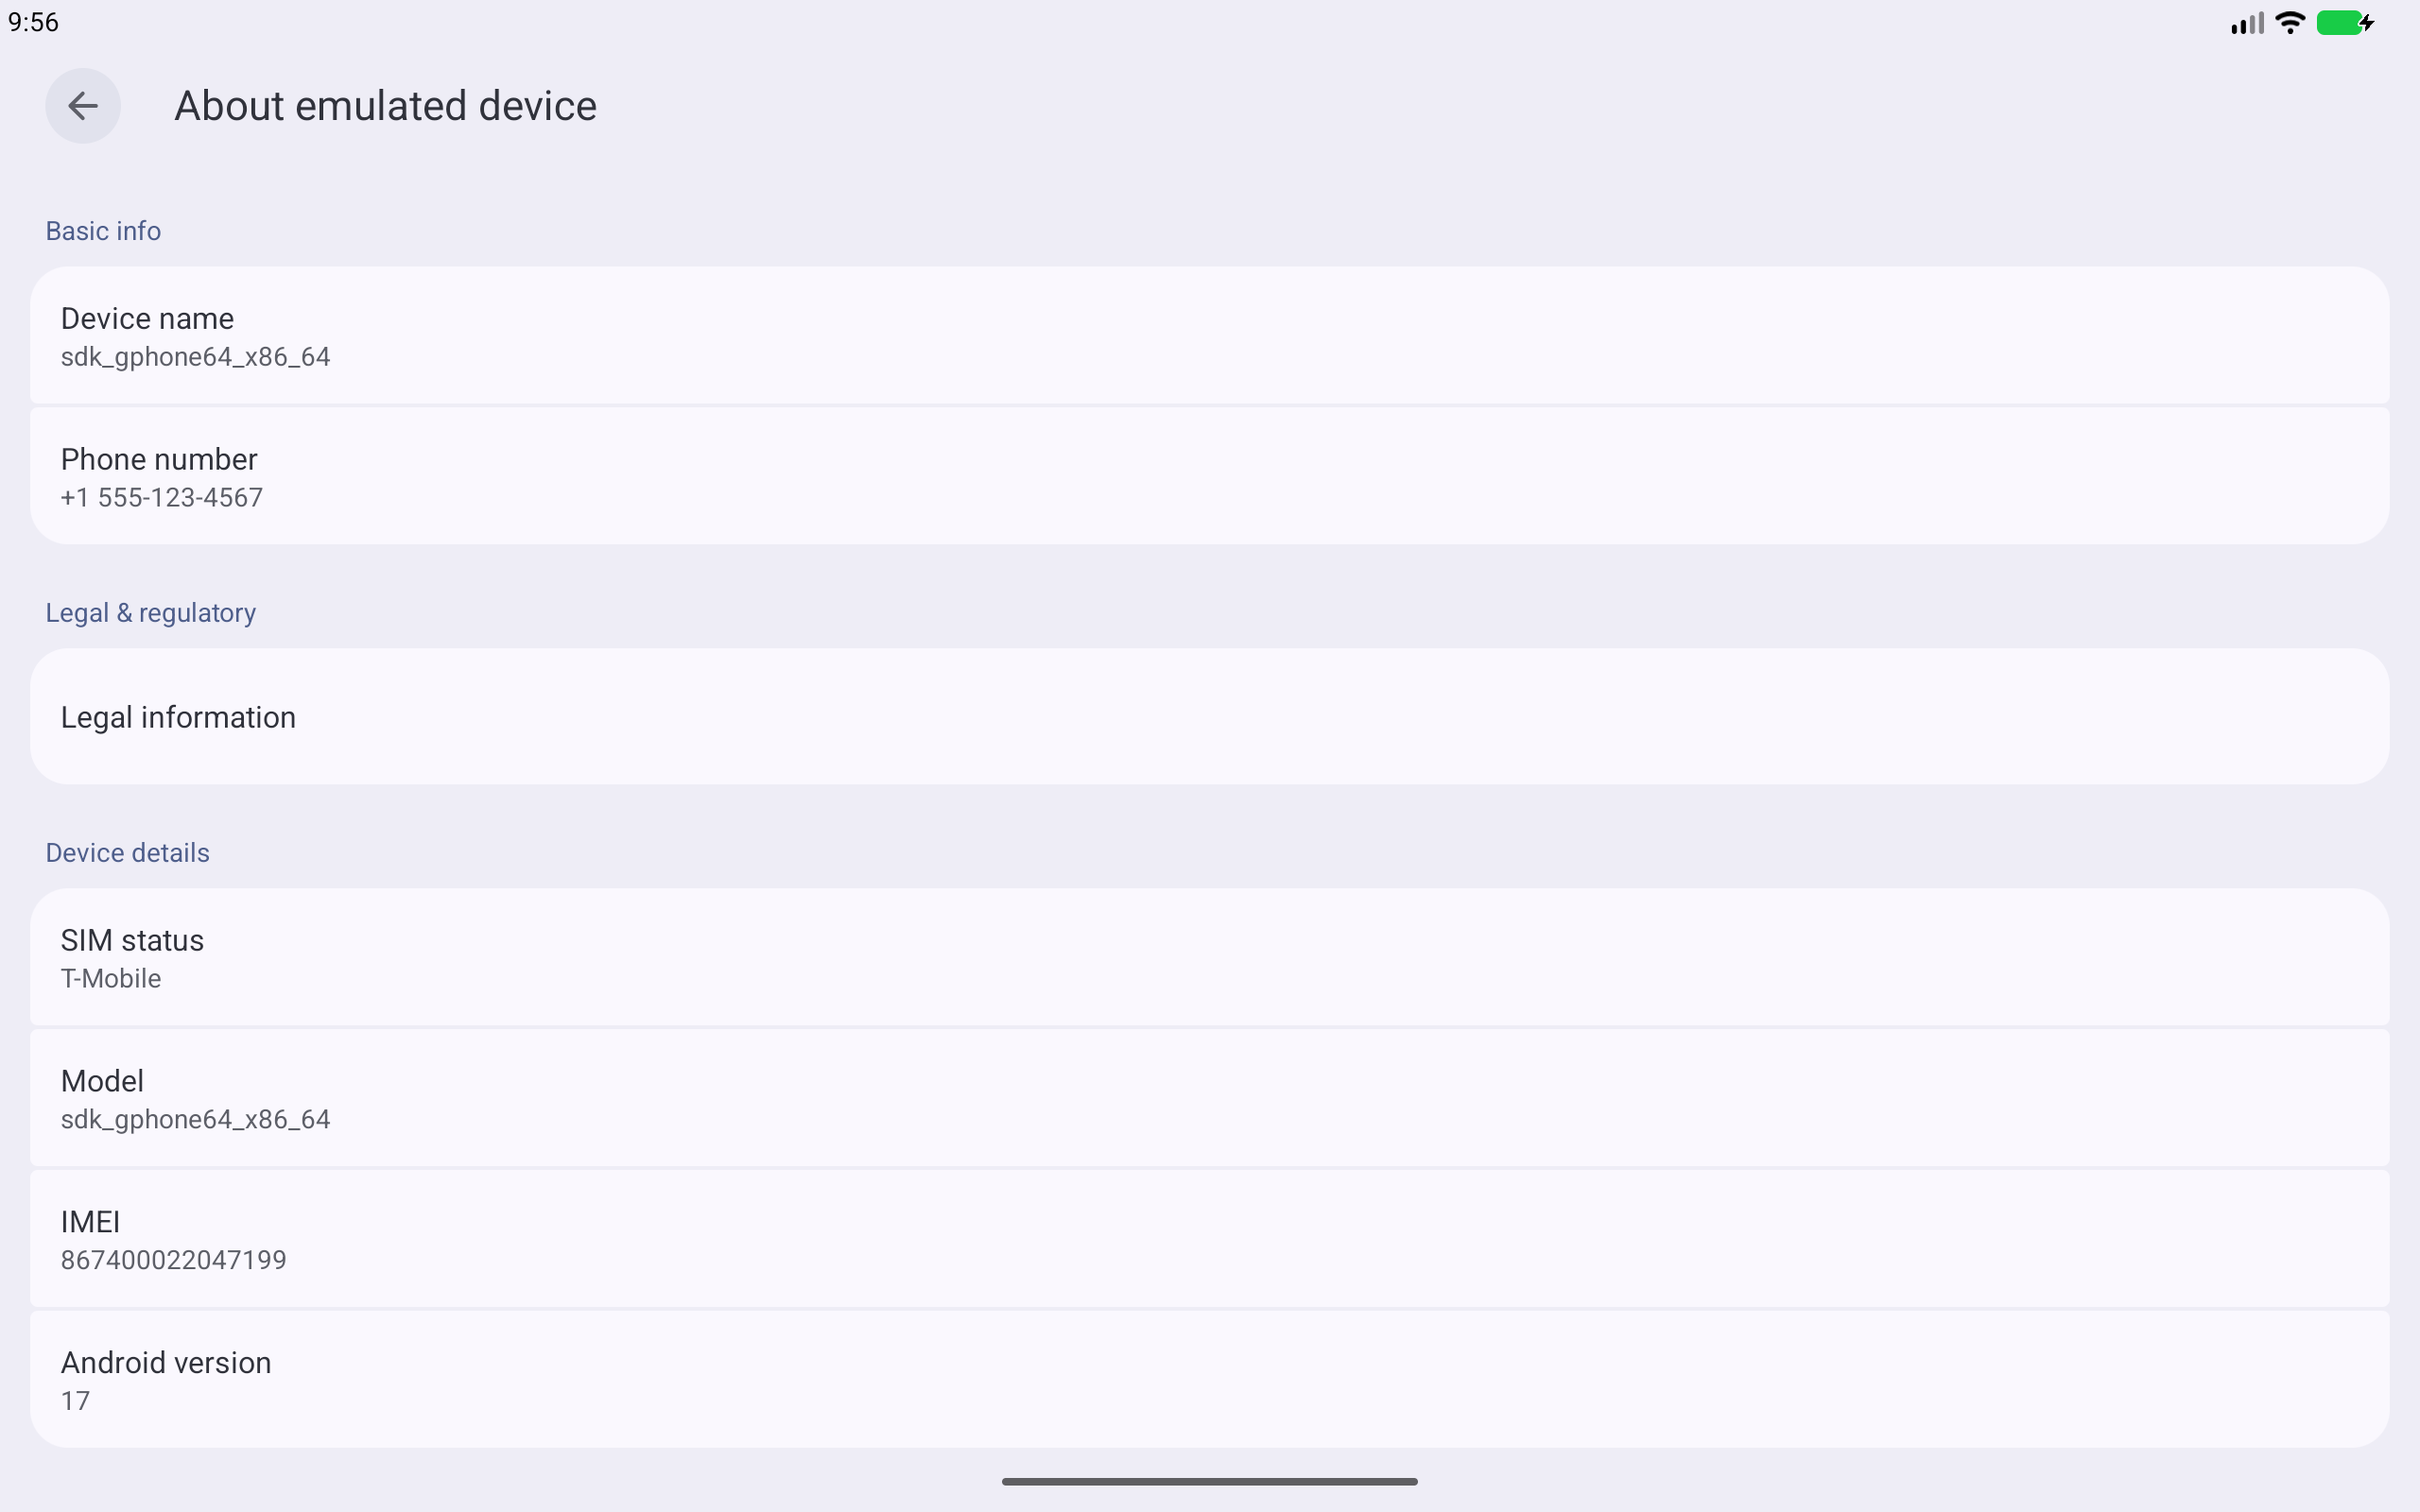 9:56
About emulated device
Basic info
Device name
sdk_gphone64_x86_64
Phone number
+1 555-123-4567
Legal & regulatory
Legal information
Device details
SIM status
T-Mobile
Model
sdk_gphone64_x86_64
IMEI
867400022047199
Android version
17